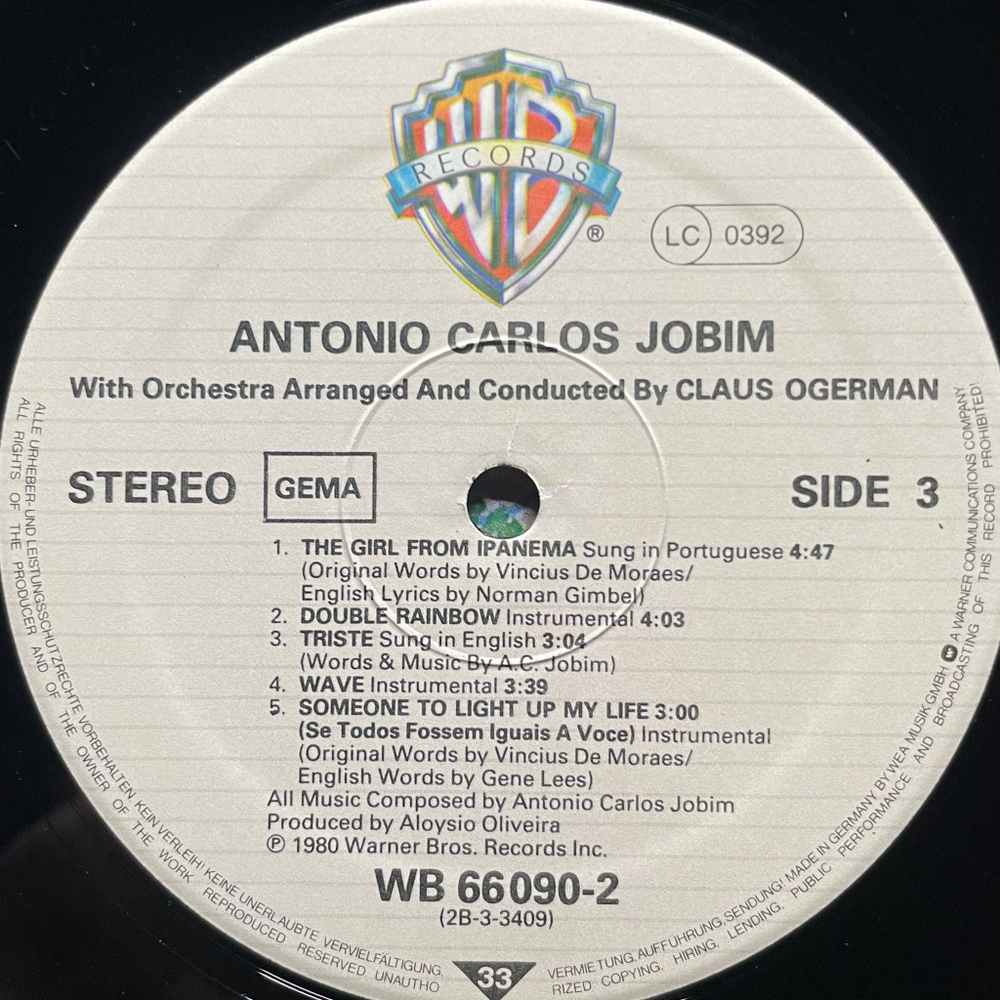 WB
RECORDS
®
LC 0392
ANTONIO CARLOS JOBIM
With Orchestra Arranged And Conducted By CLAUS OGERMAN
STEREO GEMA SIDE 3
1. THE GIRL FROM IPANEMA Sung in Portuguese 4:47
(Original Words by Vincius De Moraes/
English Lyrics by Norman Gimbel)
2. DOUBLE RAINBOW Instrumental 4:03
3. TRISTE Sung in English 3:04
(Words & Music By A.C. Jobim)
4. WAVE Instrumental 3:39
5. SOMEONE TO LIGHT UP MY LIFE 3:00
(Se Todos Fossem Iguais A Voce) Instrumental
(Original Words by Vincius De Moraes/
English Words by Gene Lees)
All Music Composed by Antonio Carlos Jobim
Produced by Aloysio Oliveira
℗ 1980 Warner Bros. Records Inc.
WB 66 090-2
(2B-3-3409)
33
ALLE URHEBER- UND LEISTUNGSSCHUTZRECHTE VORBEHALTEN KEIN VERLEIH! KEINE UNERLAUBTE VERVIELFÄLTIGUNG, VERMIETUNG, AUFFÜHRUNG, SENDUNG! MADE IN GERMANY BY WEA MUSIK GMBH W A WARNER COMMUNICATIONS COMPANY
ALL RIGHTS OF THE PRODUCER AND OF THE OWNER OF THE WORK REPRODUCED RESERVED UNAUTHORIZED COPYING, HIRING, LENDING, PUBLIC PERFORMANCE AND BROADCASTING OF THIS RECORD PROHIBITED!